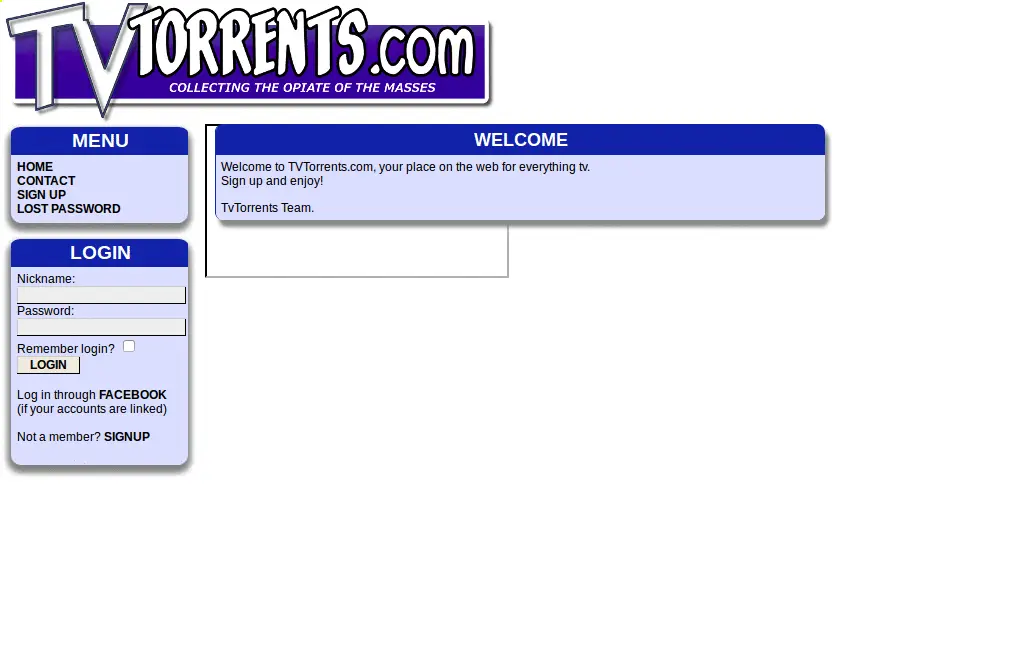 TVTORRENTS.COM
COLLECTING THE OPIATE OF THE MASSES
MENU
HOME
CONTACT
SIGN UP
LOST PASSWORD
LOGIN
Nickname:
Password:
Remember login?
LOGIN
Log in through FACEBOOK
(if your accounts are linked)
Not a member? SIGNUP
WELCOME
Welcome to TVTorrents.com, your place on the web for everything tv.
Sign up and enjoy!
TvTorrents Team.